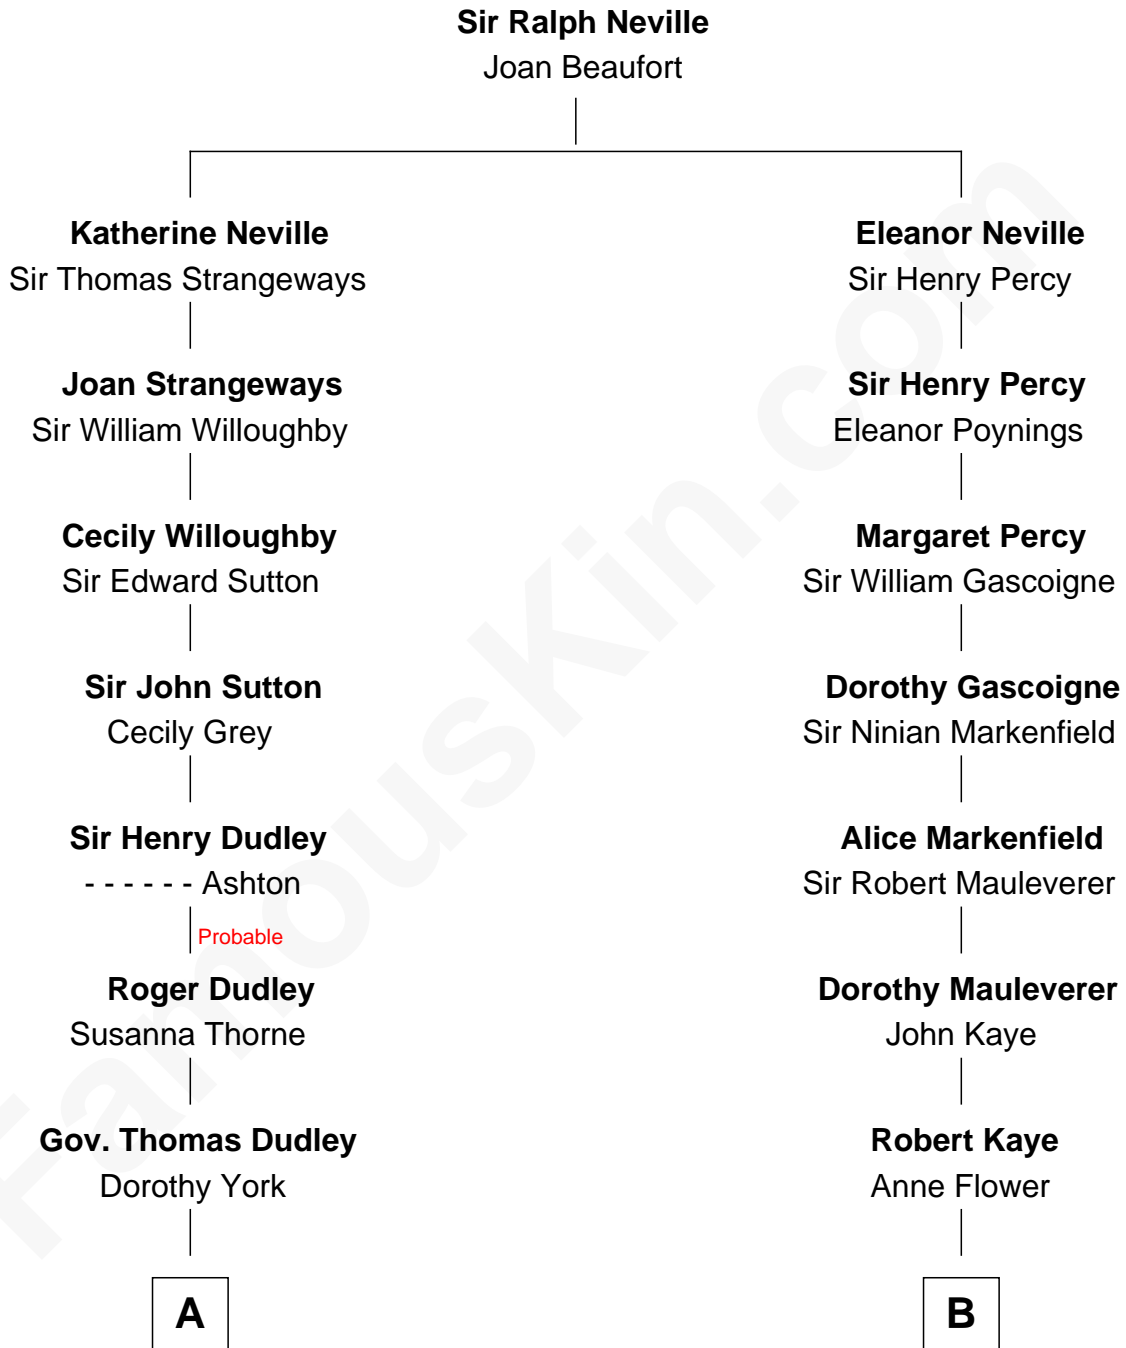 Sir Ralph Neville
Joan Beaufort
Katherine Neville
Sir Thomas Strangeways
Joan Strangeways
Sir William Willoughby
Cecily Willoughby
Sir Edward Sutton
Sir John Sutton
Cecily Grey
Sir Henry Dudley
- - - - - - Ashton
Probable
Roger Dudley
Susanna Thorne
Gov. Thomas Dudley
Dorothy York
A
Eleanor Neville
Sir Henry Percy
Sir Henry Percy
Eleanor Poynings
Margaret Percy
Sir William Gascoigne
Dorothy Gascoigne
Sir Ninian Markenfield
Alice Markenfield
Sir Robert Mauleverer
Dorothy Mauleverer
John Kaye
Robert Kaye
Anne Flower
B
FamousKin.com